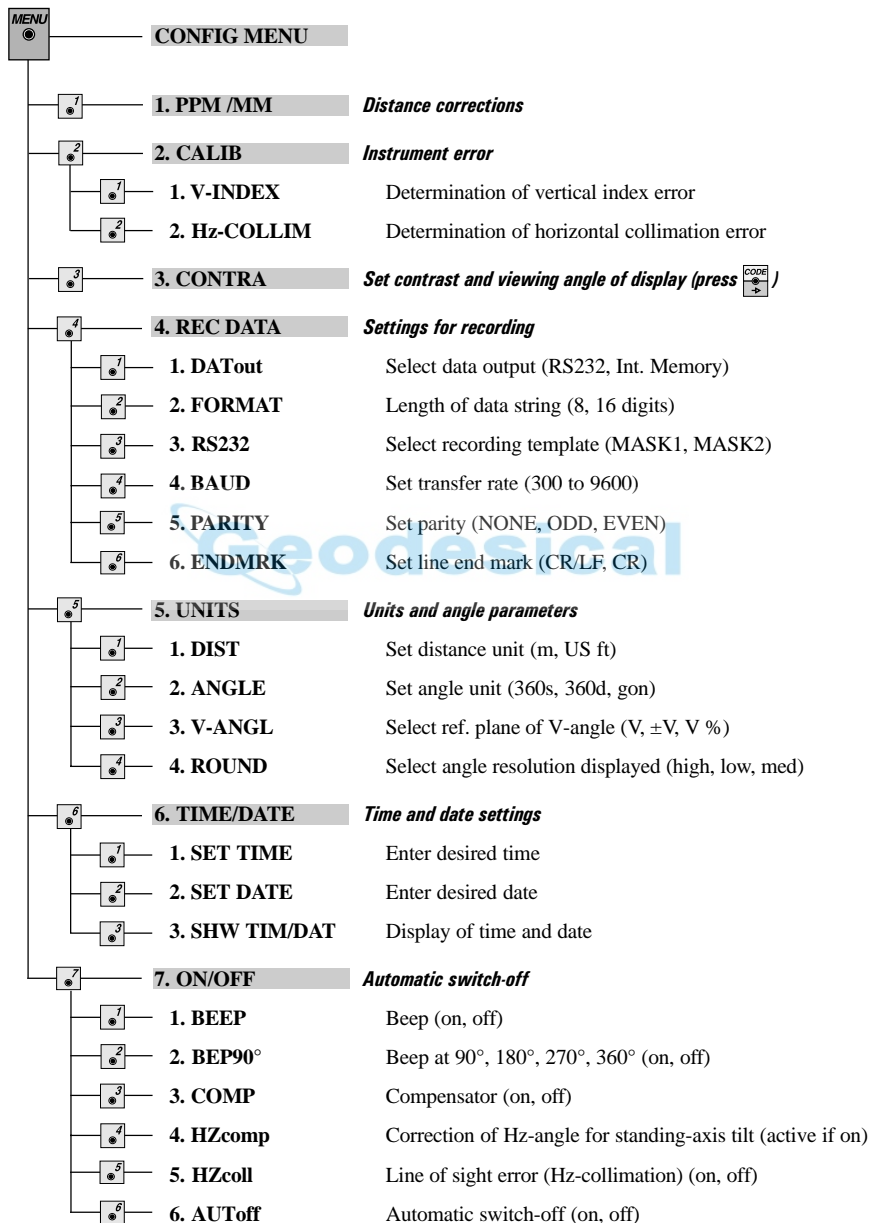 MENU
CONFIG MENU
1 1. PPM /MM Distance corrections
2 2. CALIB Instrument error
1 1. V-INDEX Determination of vertical index error
2 2. Hz-COLLIM Determination of horizontal collimation error
3 3. CONTRA Set contrast and viewing angle of display (press CODE )
4 4. REC DATA Settings for recording
1 1. DATout Select data output (RS232, Int. Memory)
2 2. FORMAT Length of data string (8, 16 digits)
3 3. RS232 Select recording template (MASK1, MASK2)
4 4. BAUD Set transfer rate (300 to 9600)
5 5. PARITY Set parity (NONE, ODD, EVEN)
Geodesical
6 6. ENDMRK Set line end mark (CR/LF, CR)
5 5. UNITS Units and angle parameters
1 1. DIST Set distance unit (m, US ft)
2 2. ANGLE Set angle unit (360s, 360d, gon)
3 3. V-ANGL Select ref. plane of V-angle (V, ±V, V %)
4 4. ROUND Select angle resolution displayed (high, low, med)
6 6. TIME/DATE Time and date settings
1 1. SET TIME Enter desired time
2 2. SET DATE Enter desired date
3 3. SHW TIM/DAT Display of time and date
7 7. ON/OFF Automatic switch-off
1 1. BEEP Beep (on, off)
2 2. BEP90° Beep at 90°, 180°, 270°, 360° (on, off)
3 3. COMP Compensator (on, off)
4 4. HZcomp Correction of Hz-angle for standing-axis tilt (active if on)
5 5. HZcoll Line of sight error (Hz-collimation) (on, off)
6 6. AUToff Automatic switch-off (on, off)